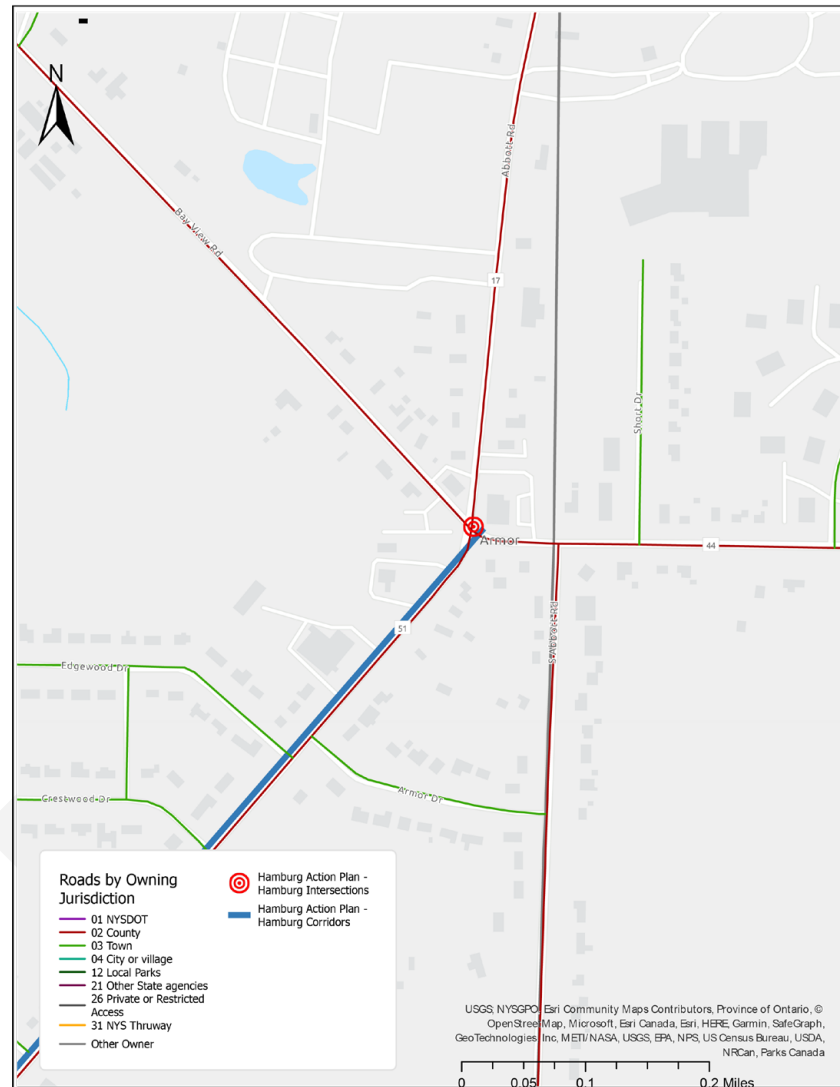 N
Abbott Rd
Bay View Rd
17
Short Dr
Armor
44
51
S Abbott Rd
Edgewood Dr
Armor Dr
Crestwood Dr
Roads by Owning
Jurisdiction
01 NYSDOT
02 County
03 Town
04 City or village
12 Local Parks
21 Other State agencies
26 Private or Restricted
Access
31 NYS Thruway
Other Owner
Hamburg Action Plan -
Hamburg Intersections
Hamburg Action Plan -
Hamburg Corridors
USGS, NYSGPO, Esri Community Maps Contributors, Province of Ontario, ©
OpenStreetMap, Microsoft, Esri Canada, Esri, HERE, Garmin, SafeGraph,
GeoTechnologies, Inc, METI/NASA, USGS, EPA, NPS, US Census Bureau, USDA,
NRCan, Parks Canada
0 0.05 0.1 0.2 Miles